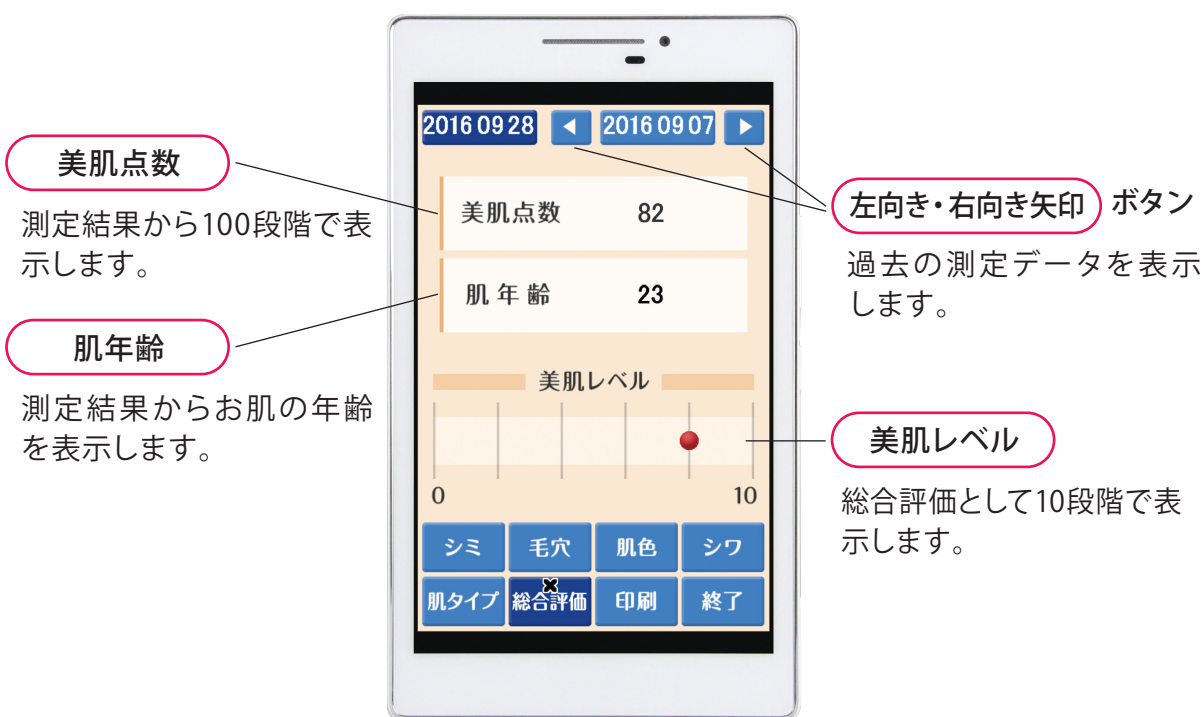 美肌点数
測定結果から100段階で表
示します。
肌年齢
測定結果からお肌の年齢
を表示します。
2016 09 28 ◀ 2016 09 07 ▶
美肌点数 82
肌年齢 23
美肌レベル
0 10
シミ 毛穴 肌色 シワ
肌タイプ 総合評価 印刷 終了
左向き・右向き矢印 ボタン
過去の測定データを表示
します。
美肌レベル
総合評価として10段階で表
示します。